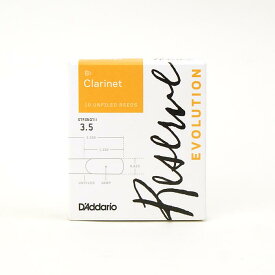 B♭
Clarinet
10 UNFILED REEDS
STRENGTH
3.5
UNFILED
D'Addario
Reserve
EVOLUTION